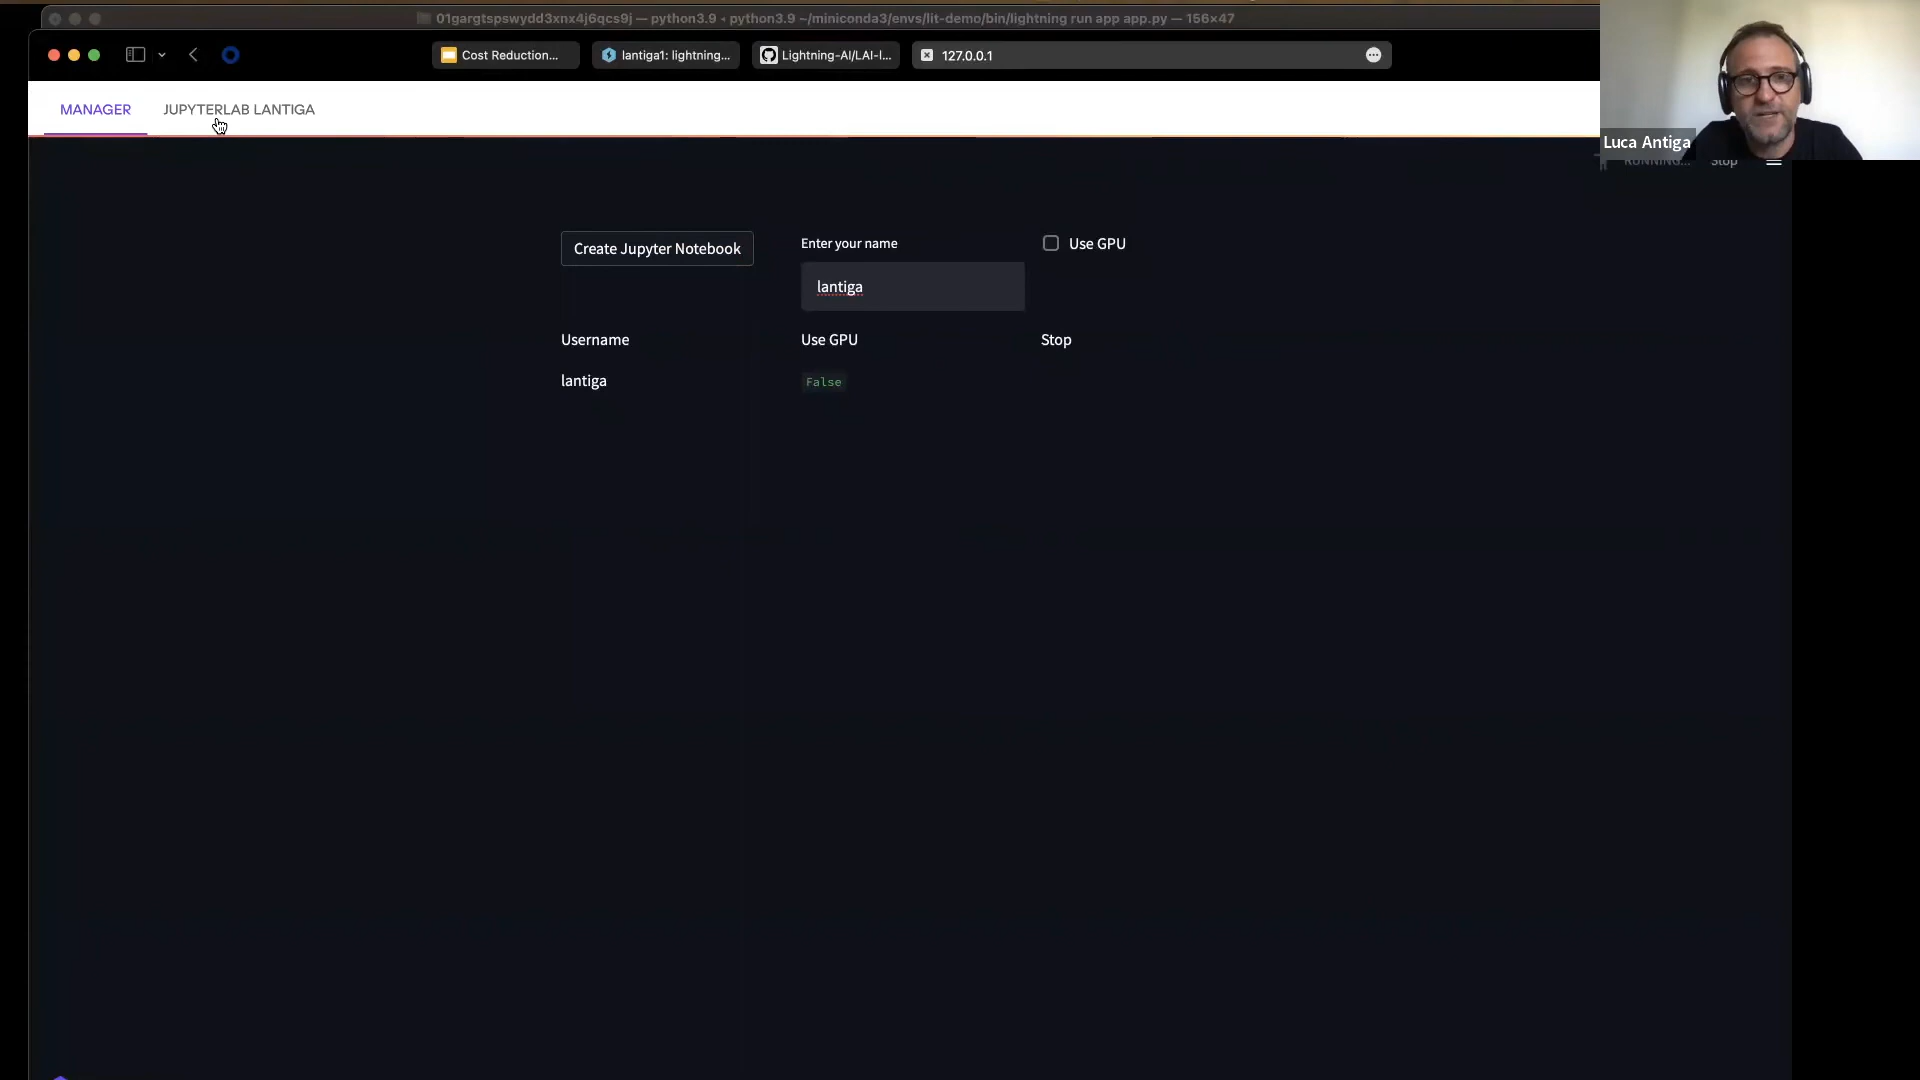 01gargtspswydd3xnx4j6qcs9j — python3.9 ‹ python3.9 ~/miniconda3/envs/lit-demo/bin/lightning run app app.py — 156×47
Cost Reduction...
lantiga1: lightning...
Lightning-AI/LAI-l...
127.0.0.1
MANAGER
JUPYTERLAB LANTIGA
Luca Antiga
RUNNING...
Stop
Create Jupyter Notebook
Enter your name
Use GPU
lantiga
Username
Use GPU
Stop
lantiga
False